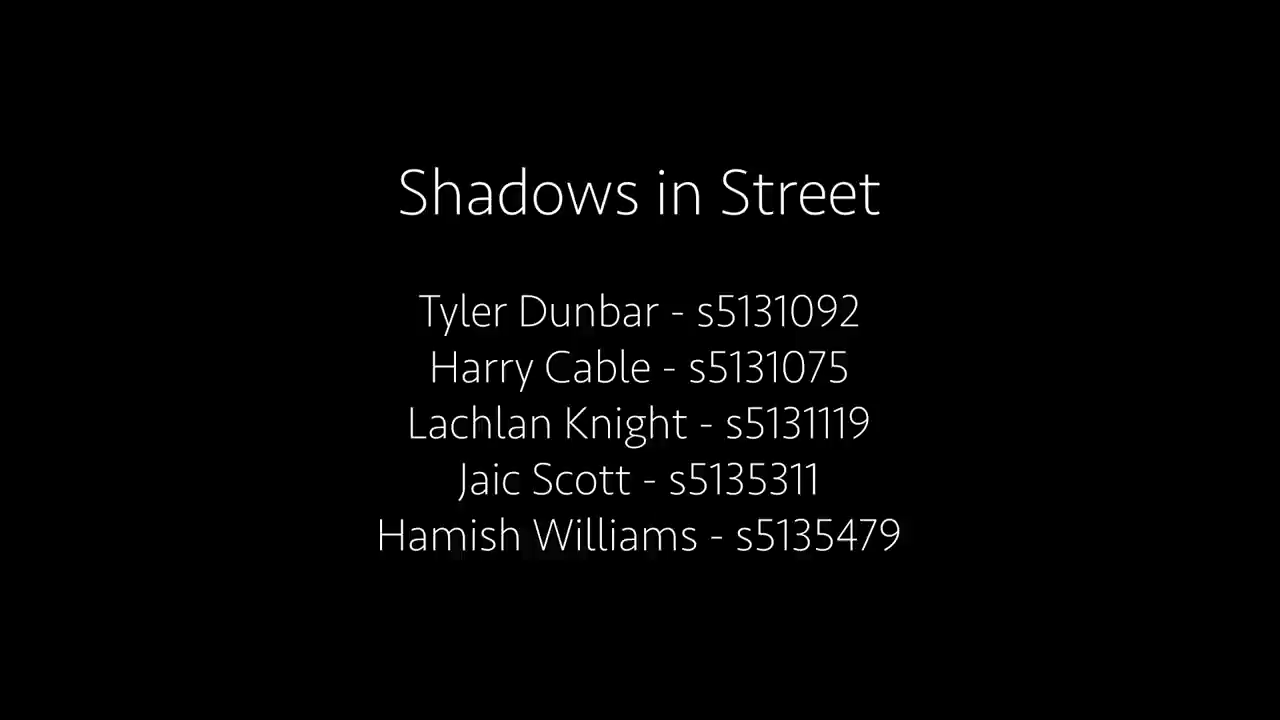 Shadows in Street
Tyler Dunbar - s5131092
Harry Cable - s5131075
Lachlan Knight - s5131119
Jaic Scott - s5135311
Hamish Williams - s5135479